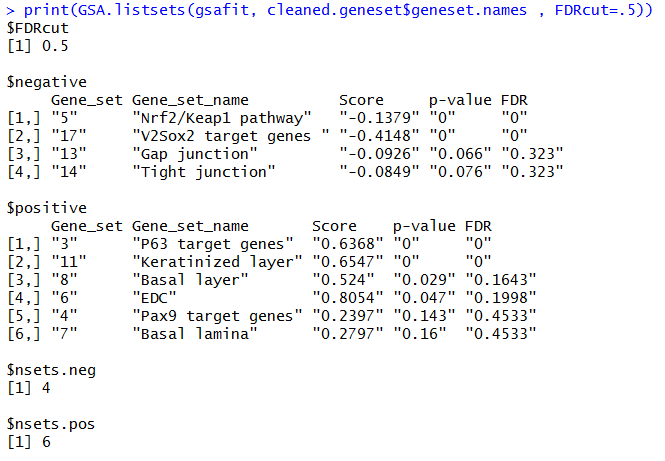 > print(GSA.listsets(gsafit, cleaned.geneset$geneset.names , FDRcut=.5))
$FDRcut
[1] 0.5

$negative
     Gene_set Gene_set_name         Score     p-value FDR
[1,] "5"      "Nrf2/Keap1 pathway"   "-0.1379" "0"     "0"
[2,] "17"     "V2Sox2 target genes " "-0.4148" "0"     "0"
[3,] "13"     "Gap junction"         "-0.0926" "0.066" "0.323"
[4,] "14"     "Tight junction"       "-0.0849" "0.076" "0.323"

$positive
     Gene_set Gene_set_name       Score    p-value FDR
[1,] "3"      "P63 target genes"  "0.6368" "0"     "0"
[2,] "11"     "Keratinized layer" "0.6547" "0"     "0"
[3,] "8"      "Basal layer"       "0.524"  "0.029" "0.1643"
[4,] "6"      "EDC"               "0.8054" "0.047" "0.1998"
[5,] "4"      "Pax9 target genes" "0.2397" "0.143" "0.4533"
[6,] "7"      "Basal lamina"      "0.2797" "0.16"  "0.4533"

$nsets.neg
[1] 4

$nsets.pos
[1] 6